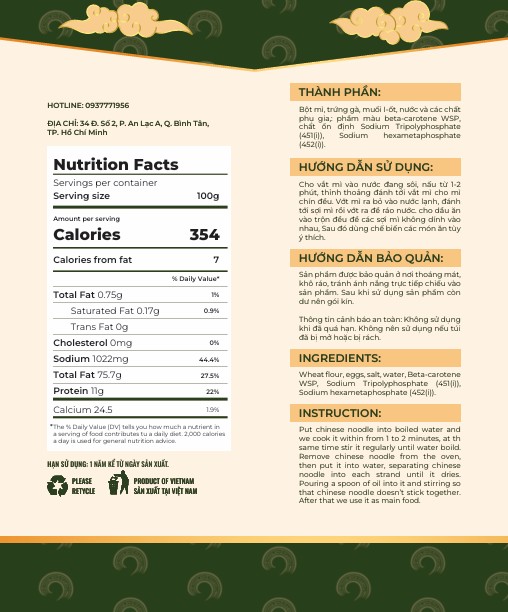 HOTLINE: 0937771956
ĐỊA CHỈ: 34 Đ. Số 2, P. An Lạc A, Q. Bình Tân,
TP. Hồ Chí Minh
Nutrition Facts
Servings per container
Serving size 100g
Amount per serving
Calories 354
Calories from fat 7
% Daily Value*
Total Fat 0.75g 1%
Saturated Fat 0.17g 0.9%
Trans Fat 0g
Cholesterol 0mg 0%
Sodium 1022mg 44.4%
Total Fat 75.7g 27.5%
Protein 11g 22%
Calcium 24.5 1.9%
*The % Daily Value (DV) tells you how much a nutrient in
a serving of food contributes tu a daily diet. 2,000 calories
a day is used for general nutrition advice.
HẠN SỬ DỤNG: 1 NĂM KỂ TỪ NGÀY SẢN XUẤT.
PLEASE
RETYCLE
PRODUCT OF VIETNAM
SẢN XUẤT TẠI VIỆT NAM
THÀNH PHẦN:
Bột mì, trứng gà, muối I-ốt, nước và các chất
phụ gia,: phẩm màu beta-carotene WSP,
chất ổn định Sodium Tripolyphosphate
(451(i)), Sodium hexametaphosphate
(452(i)).
HƯỚNG DẪN SỬ DỤNG:
Cho vắt mì vào nước đang sôi, nấu từ 1-2
phút, thỉnh thoảng đánh tới vắt mì cho mì
chín đều. Vớt mì ra bỏ vào nước lạnh, đánh
tới sợi mì rồi vớt ra để ráo nước. cho dầu ăn
vào trộn đều để các sợi mì không dính vào
nhau, Sau đó dùng chế biến các món ăn tùy
ý thích.
HƯỚNG DẪN BẢO QUẢN:
Sản phẩm được bảo quản ở nơi thoáng mát,
khô ráo, tránh ánh nắng trực tiếp chiếu vào
sản phẩm. Sau khi sử dụng sản phẩm còn
dư nên gói kín.
Thông tin cảnh báo an toàn: Không sử dụng
khi đã quá hạn. Không nên sử dụng nếu túi
đã bị mở hoặc bị rách.
INGREDIENTS:
Wheat flour, eggs, salt, water, Beta-carotene
WSP, Sodium Tripolyphosphate (451(i)),
Sodium hexametaphosphate (452(ii)).
INSTRUCTION:
Put chinese noodle into boiled water and
we cook it within from 1 to 2 minutes, at th
same time stir it regularly until water boild.
Remove chinese noodle from the oven,
then put it into water, separating chinese
noodle into each strand until it dries.
Pouring a spoon of oil into it and stirring so
that chinese noodle doesn't stick together.
After that we use it as main food.